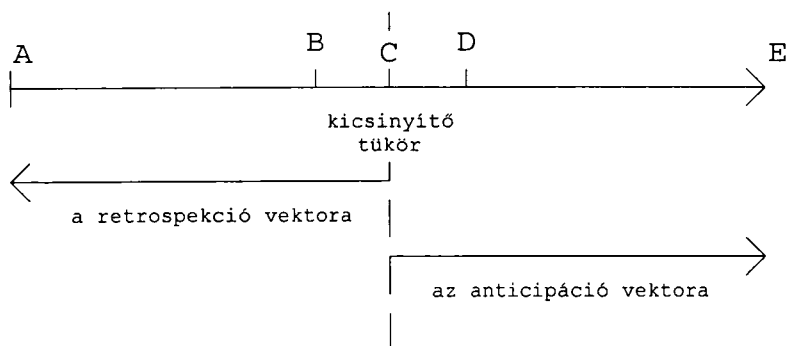 A B C D E
kicsinyítő
tükör
a retrospekció vektora
az anticipáció vektora